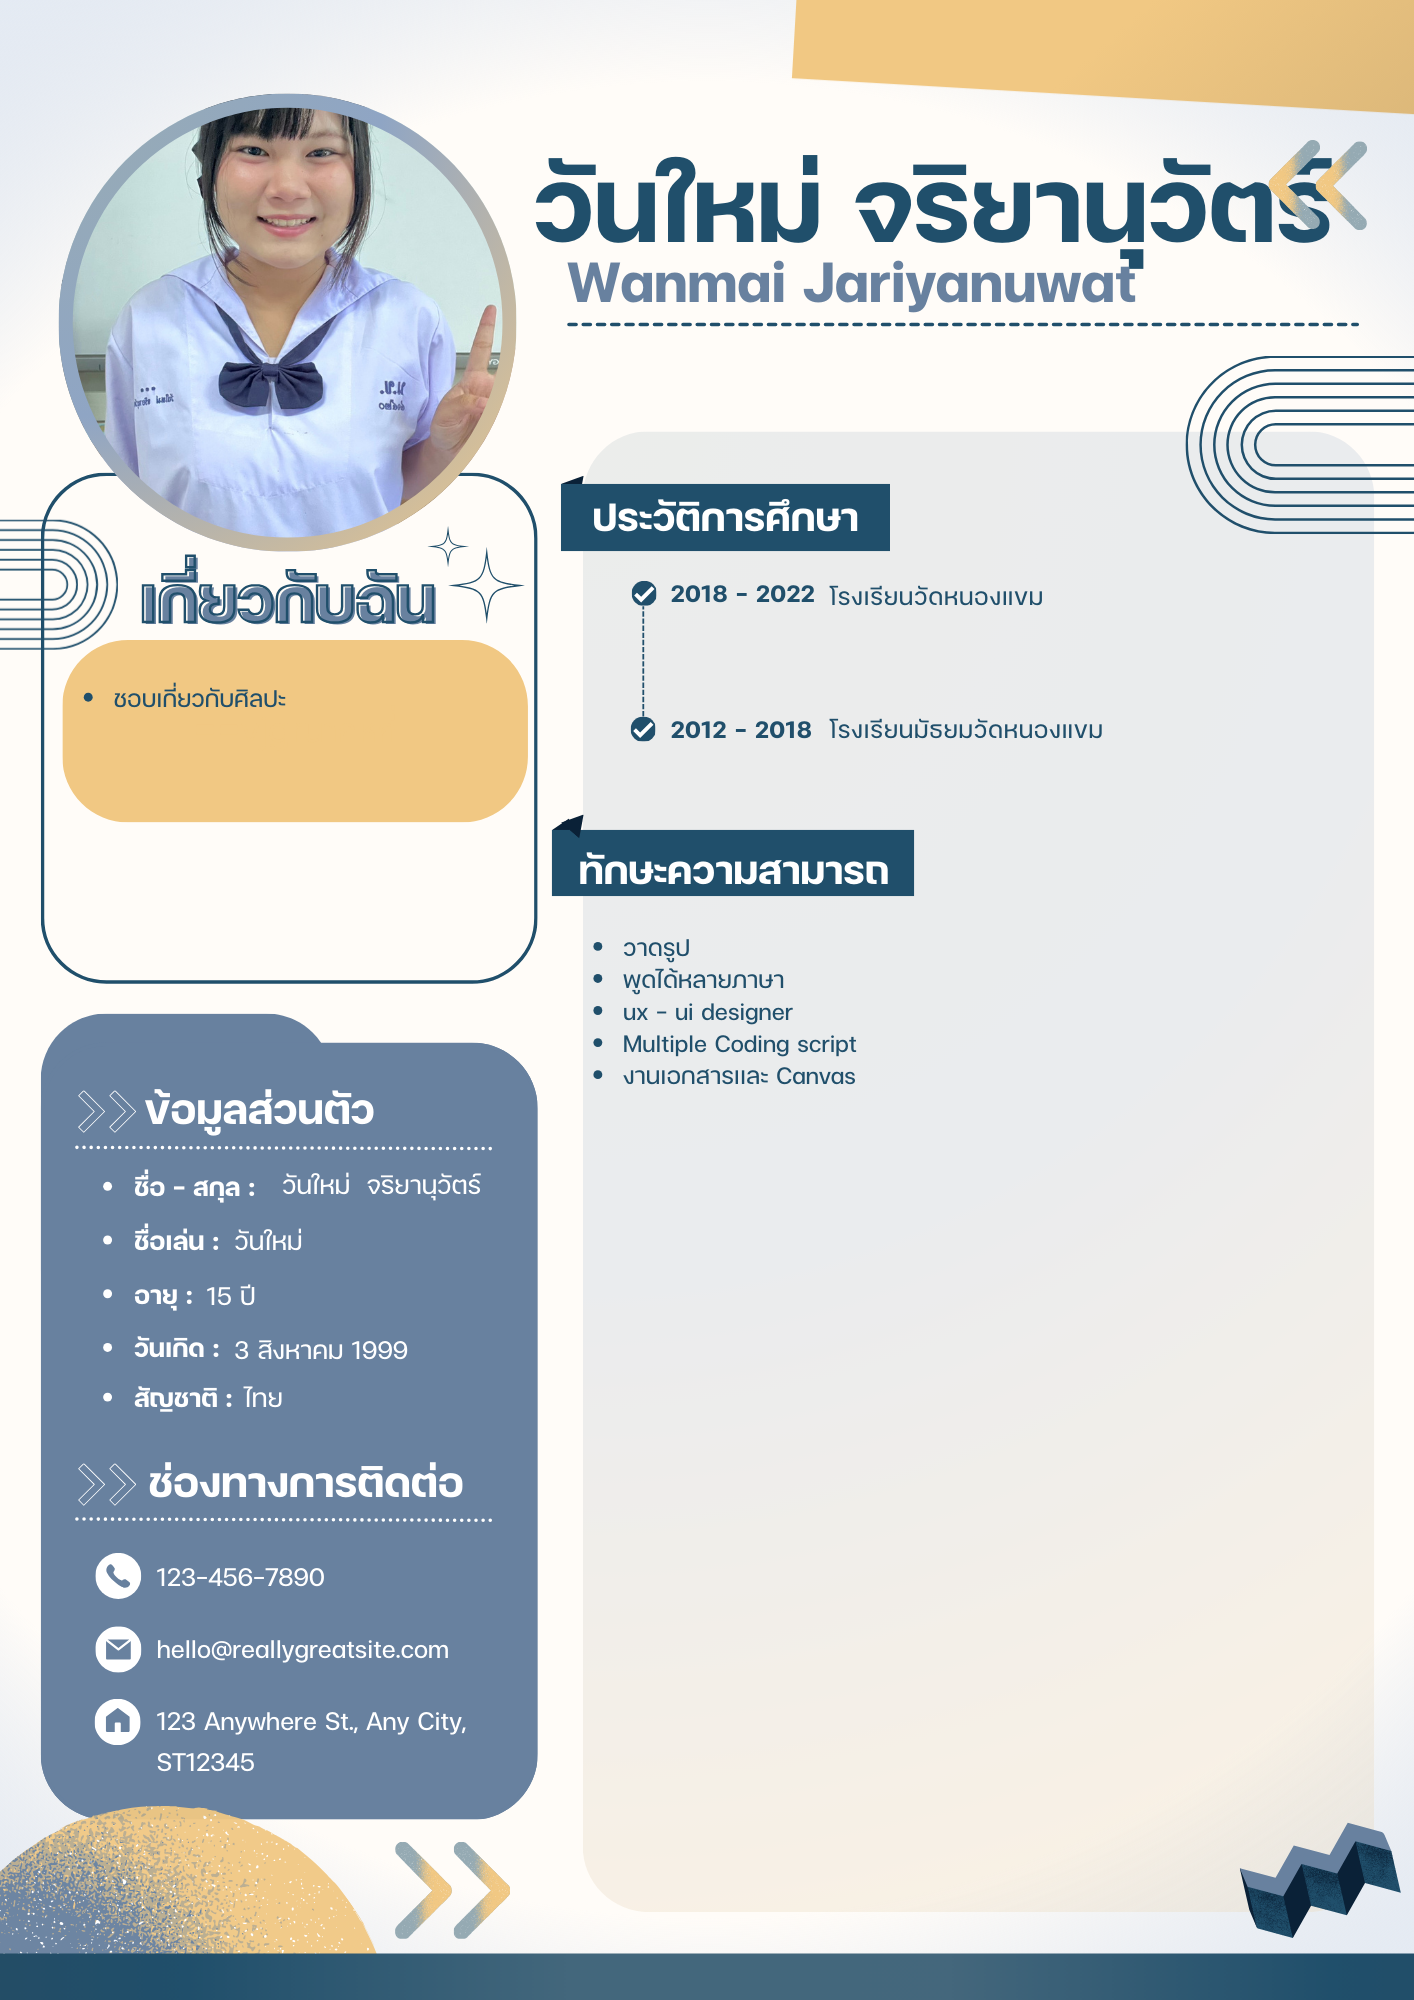 วันใหม่ จริยานุวัตร์
Wanmai Jariyanuwat
เกี่ยวกับฉัน
ชอบเกี่ยวกับศิลปะ
ประวัติการศึกษา
2018 - 2022 โรงเรียนวัดหนองแขม
2012 - 2018 โรงเรียนมัธยมวัดหนองแขม
ทักษะความสามารถ
วาดรูป
พูดได้หลายภาษา
ux - ui designer
Multiple Coding script
งานเอกสารและ Canvas
ข้อมูลส่วนตัว
ชื่อ - สกุล : วันใหม่ จริยานุวัตร์
ชื่อเล่น : วันใหม่
อายุ : 15 ปี
วันเกิด : 3 สิงหาคม 1999
สัญชาติ : ไทย
ช่องทางการติดต่อ
123-456-7890
hello@reallygreatsite.com
123 Anywhere St., Any City,
ST12345